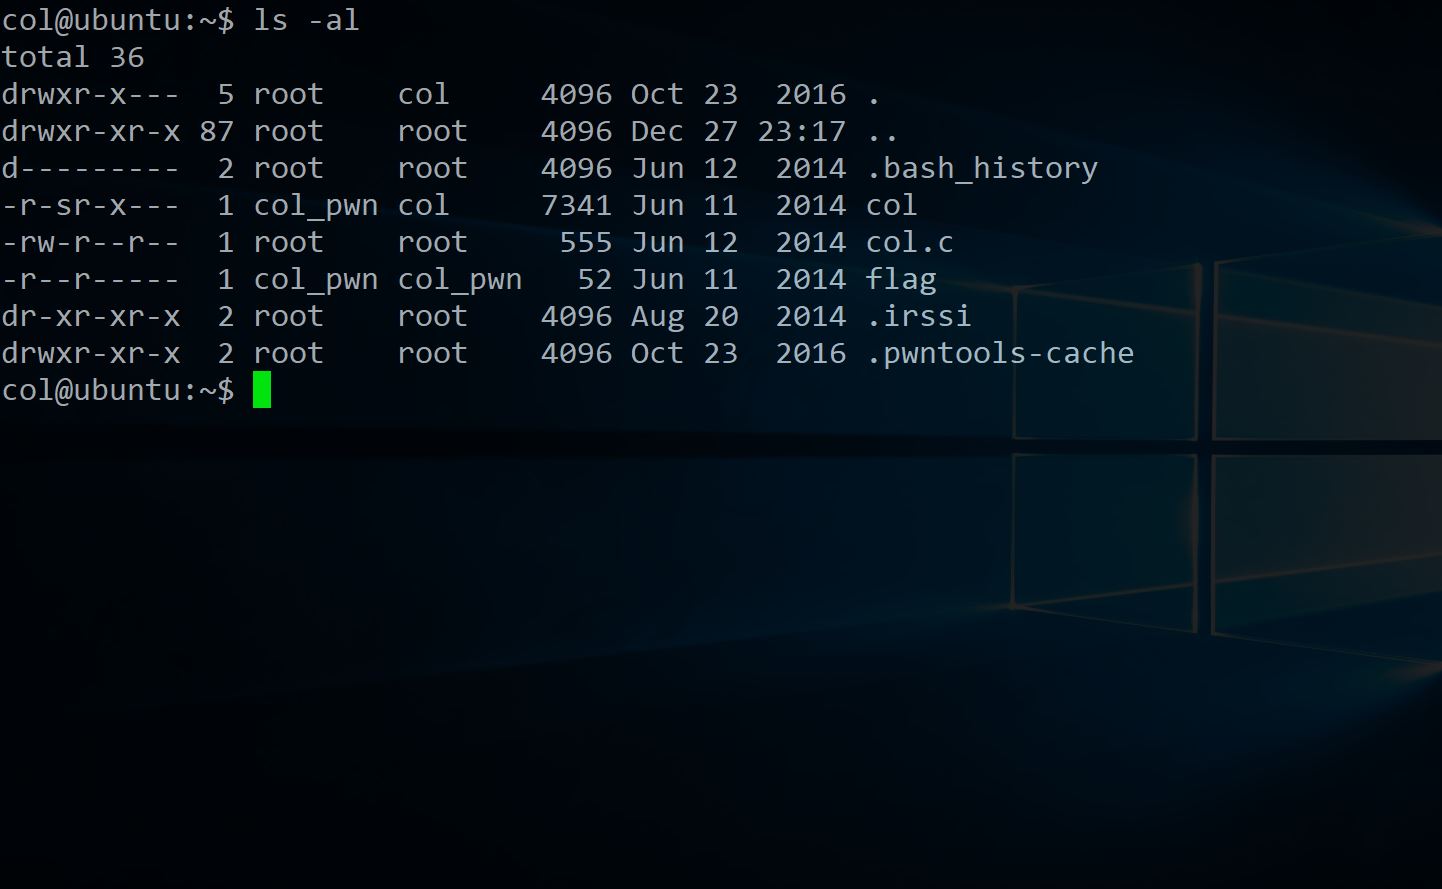 col@ubuntu:~$ ls -al
total 36
drwxr-x---  5 root    col     4096 Oct 23  2016 .
drwxr-xr-x 87 root    root    4096 Dec 27 23:17 ..
d---------  2 root    root    4096 Jun 12  2014 .bash_history
-r-sr-x---  1 col_pwn col     7341 Jun 11  2014 col
-rw-r--r--  1 root    root     555 Jun 12  2014 col.c
-r--r-----  1 col_pwn col_pwn   52 Jun 11  2014 flag
dr-xr-xr-x  2 root    root    4096 Aug 20  2014 .irssi
drwxr-xr-x  2 root    root    4096 Oct 23  2016 .pwntools-cache
col@ubuntu:~$